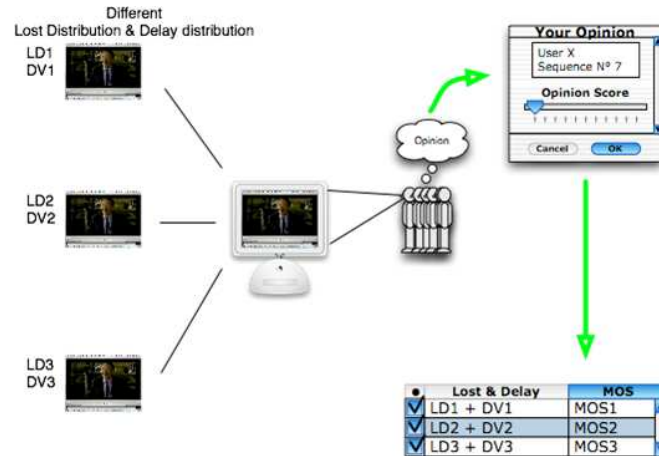 Different
Lost Distribution & Delay distribution
LD1
DV1
LD2
DV2
LD3
DV3
Opinion
Your Opinion
User X
Sequence Nº 7
Opinion Score
Cancel
OK
Lost & Delay MOS
LD1 + DV1 MOS1
LD2 + DV2 MOS2
LD3 + DV3 MOS3